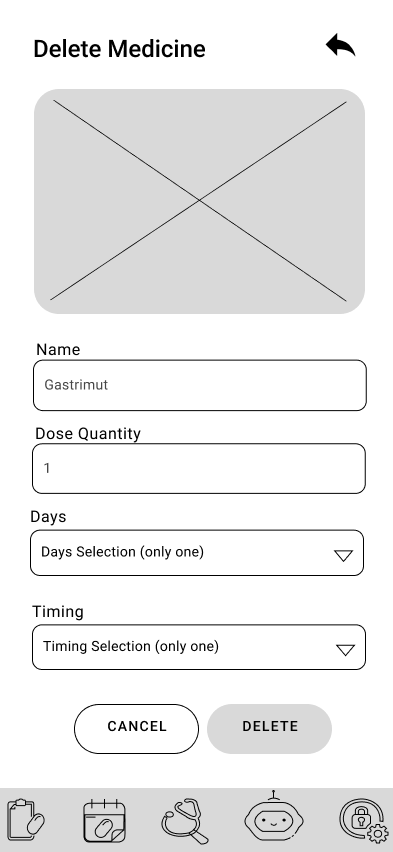 Delete Medicine
Name
Gastrimut
Dose Quantity
1
Days
Days Selection (only one)
Timing
Timing Selection (only one)
CANCEL
DELETE